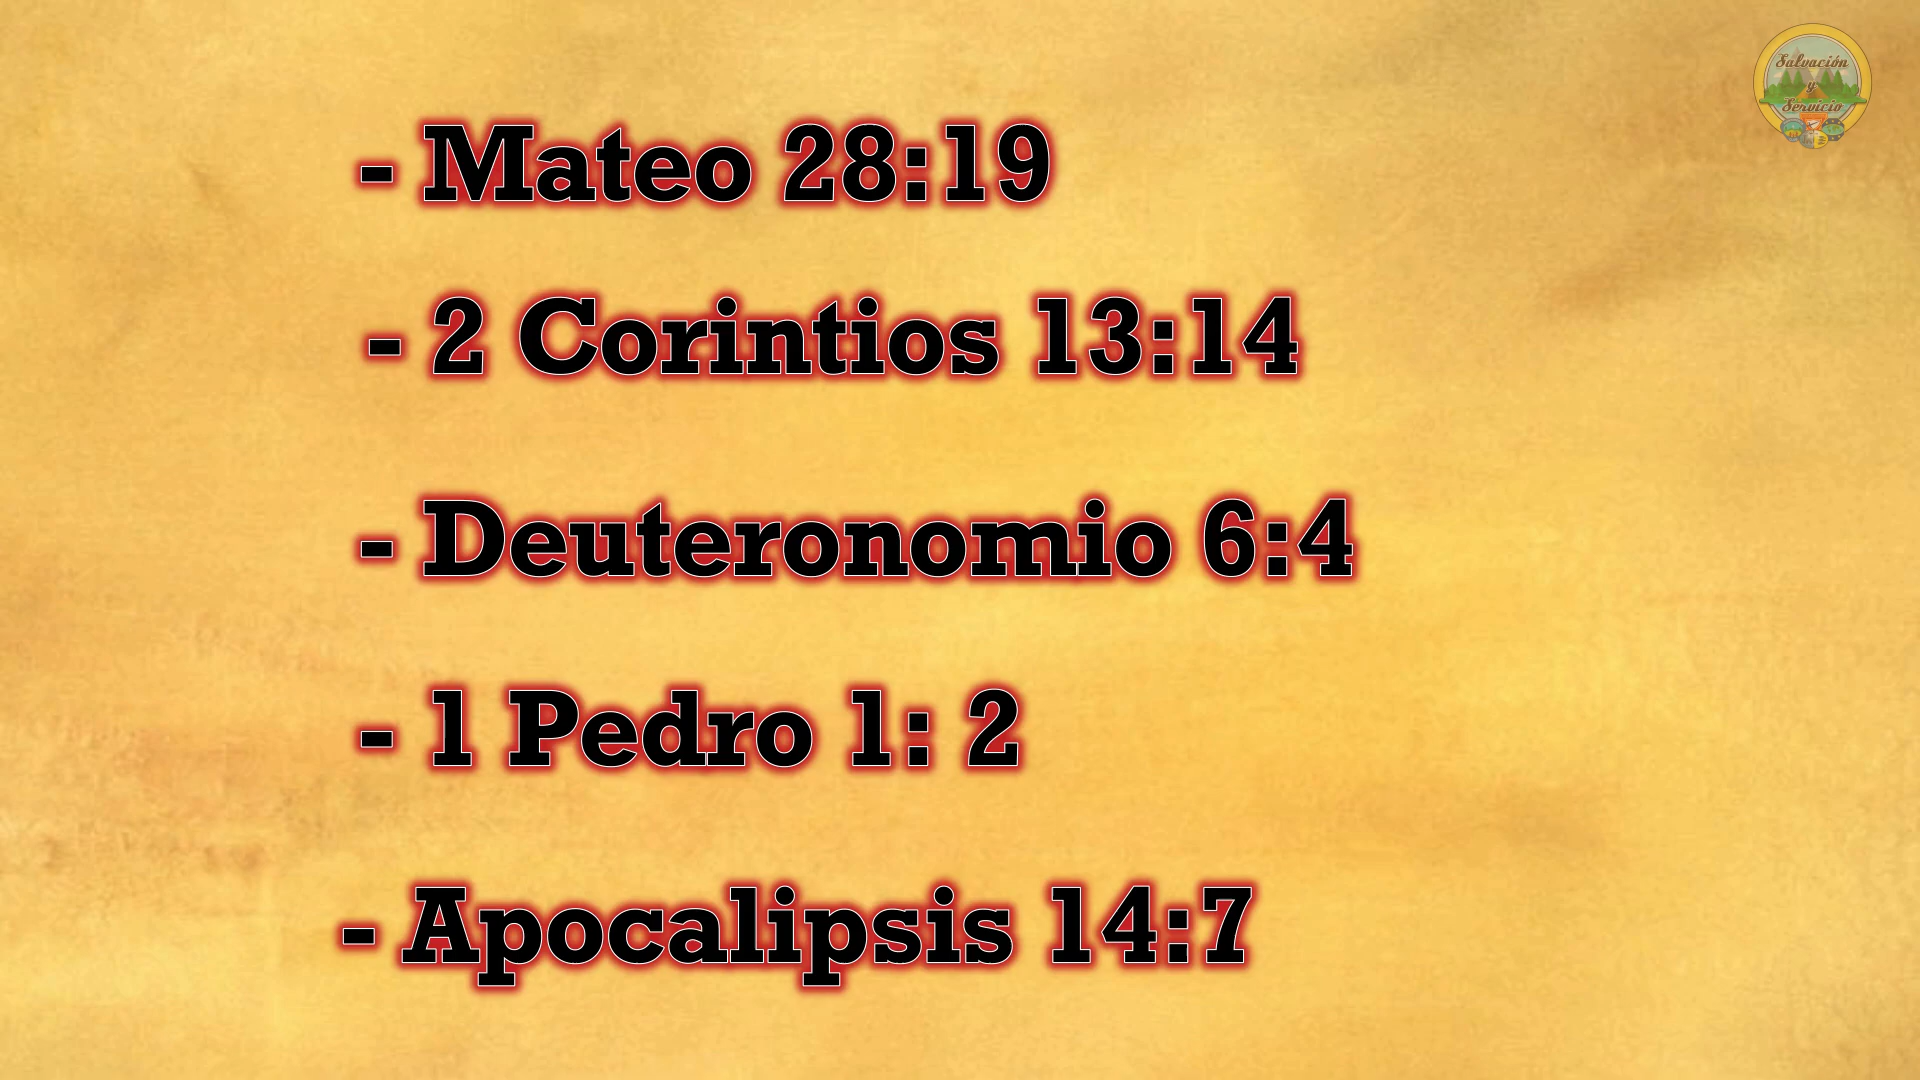 Salvación
y
Servicio
- Mateo 28:19
- 2 Corintios 13:14
- Deuteronomio 6:4
- 1 Pedro 1: 2
- Apocalipsis 14:7